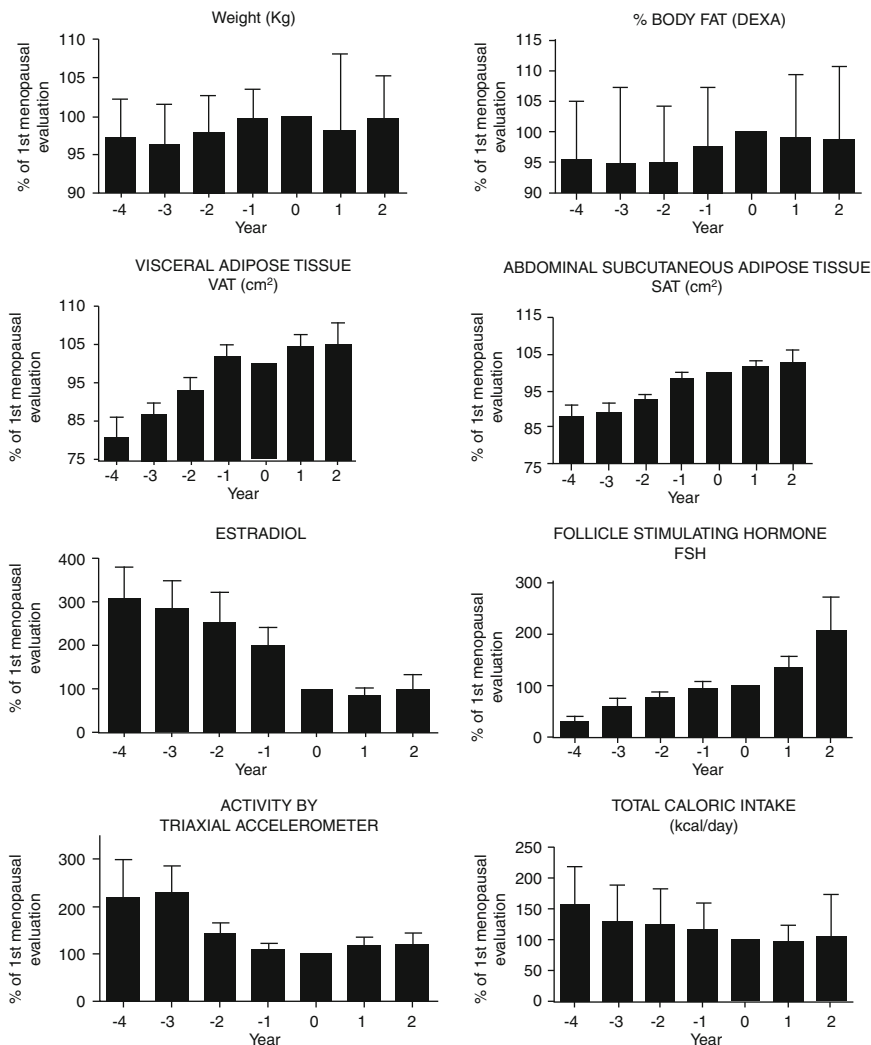 Weight (Kg)
% of 1st menopausal
evaluation
110
105
100
95
90
-4 -3 -2 -1 0 1 2
Year
% BODY FAT (DEXA)
% of 1st menopausal
evaluation
115
110
105
100
95
90
-4 -3 -2 -1 0 1 2
Year
VISCERAL ADIPOSE TISSUE
VAT (cm²)
% of 1st menopausal
evaluation
110
105
95
85
75
-4 -3 -2 -1 0 1 2
Year
ABDOMINAL SUBCUTANEOUS ADIPOSE TISSUE
SAT (cm²)
% of 1st menopausal
evaluation
115
105
95
85
75
-4 -3 -2 -1 0 1 2
Year
ESTRADIOL
% of 1st menopausal
evaluation
400
300
200
100
0
-4 -3 -2 -1 0 1 2
Year
FOLLICLE STIMULATING HORMONE
FSH
% of 1st menopausal
evaluation
300
200
100
0
-4 -3 -2 -1 0 1 2
Year
ACTIVITY BY
TRIAXIAL ACCELEROMETER
% of 1st menopausal
evaluation
300
200
100
0
-4 -3 -2 -1 0 1 2
Year
TOTAL CALORIC INTAKE
(kcal/day)
% of 1st menopausal
evaluation
250
200
150
100
50
0
-4 -3 -2 -1 0 1 2
Year